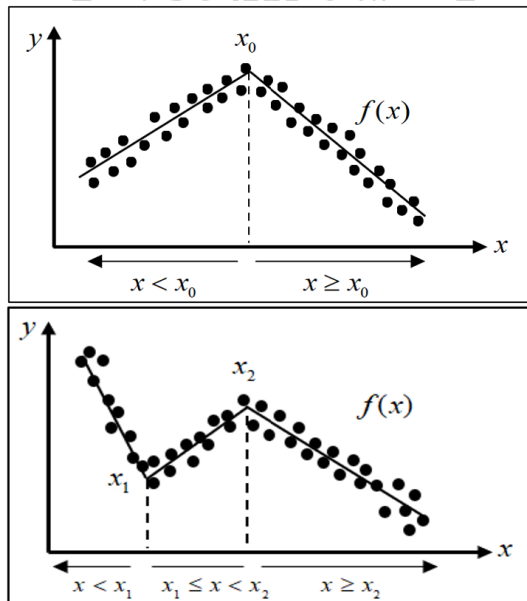 y
x₀
f(x)
x
x < x₀
x ≥ x₀
y
x₂
f(x)
x₁
x
x < x₁
x₁ ≤ x < x₂
x ≥ x₂